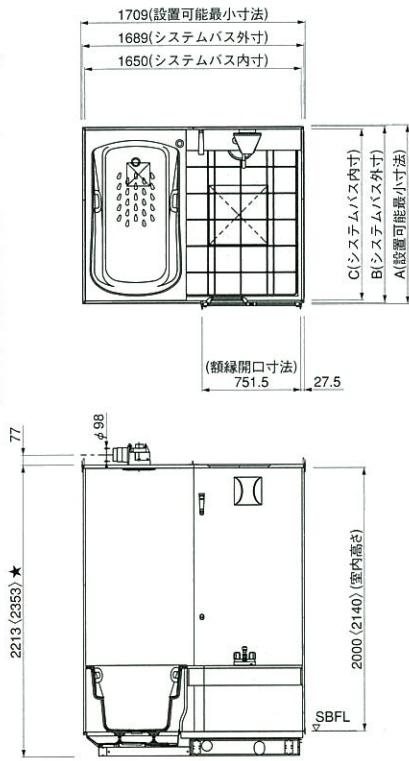 1709(設置可能最小寸法)
1689(システムバス外寸)
1650(システムバス内寸)
C(システムバス内寸)
B(システムバス外寸)
A(設置可能最小寸法)
(額縁開口寸法)
751.5
27.5
77
φ98
2213〈2353〉★
2000〈2140〉(室内高さ)
SBFL